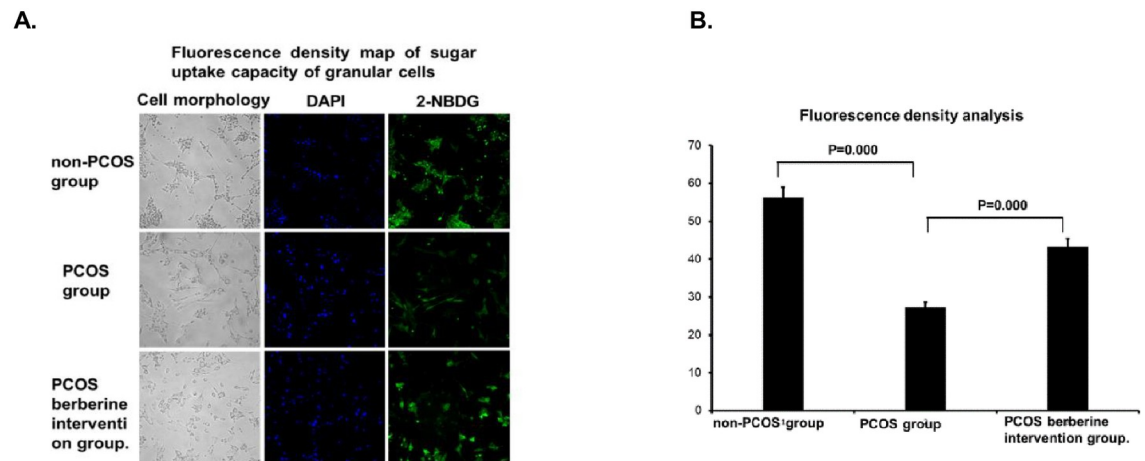 A.
Fluorescence density map of sugar
uptake capacity of granular cells
Cell morphology DAPI 2-NBDG
non-PCOS
group
PCOS
group
PCOS
berberine
interventi
on group.
B.
Fluorescence density analysis
70
60
50
40
30
20
10
0
P=0.000
P=0.000
non-PCOS group
PCOS group
PCOS berberine
intervention group.